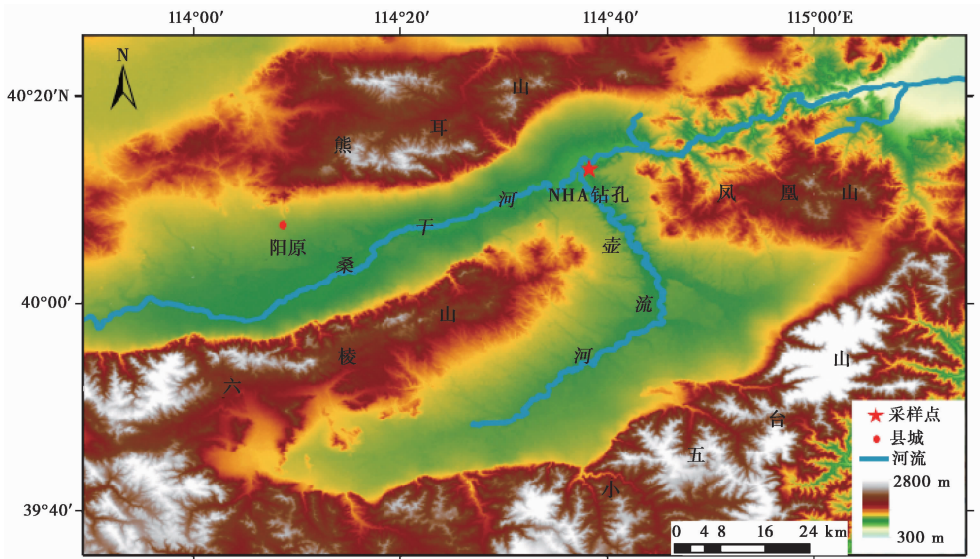 114°00′ 114°20′ 114°40′ 115°00′E
N
40°20′N
40°00′
39°40′
熊耳山
NHA钻孔
凤凰山
阳原
桑干河
壶流河
六棱山
小五台山
采样点
县城
河流
2800 m
300 m
0 4 8 16 24 km